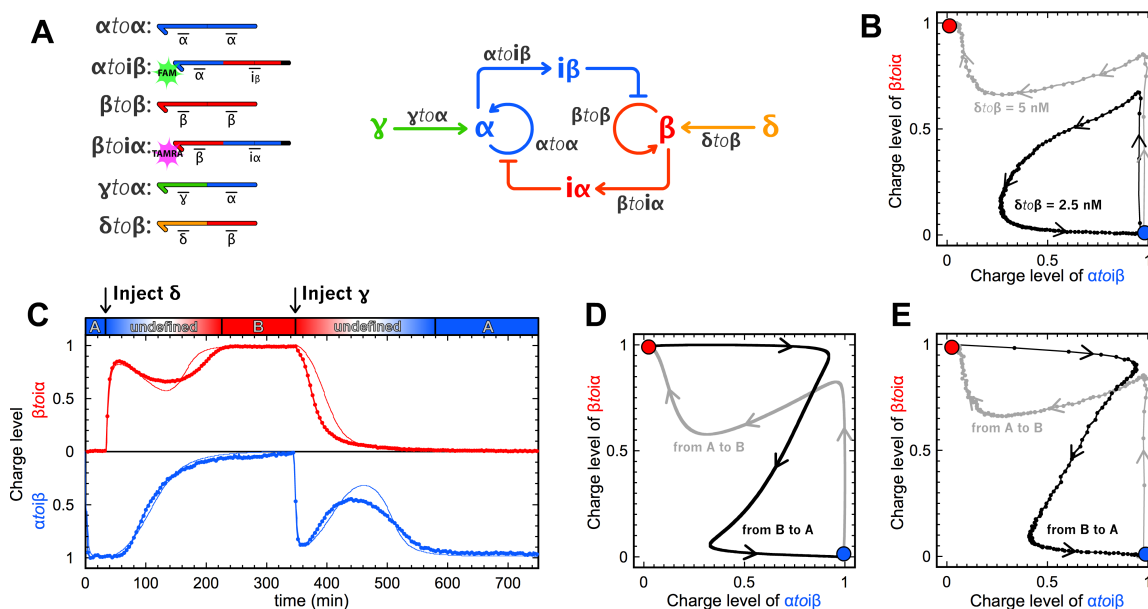 A
αtoα:
α α
αtoiβ:
FAM
α iβ
βtoβ:
β β
βtoiα:
TAMRA
β iα
γtoα:
γ α
δtoβ:
δ β
αtoiβ
iβ
γ
γtoα
α
αtoα
βtoβ
β
δtoβ
δ
iα
βtoiα
B
Charge level of βtoiα
1
0.5
0
δtoβ = 5 nM
δtoβ = 2.5 nM
0 0.5 1
Charge level of αtoiβ
C
Inject δ
Inject γ
A undefined B undefined A
Charge level
βtoiα
αtoiβ
1
0.5
0
0.5
1
0 100 200 300 400 500 600 700
time (min)
D
Charge level of βtoiα
1
0.5
0
from A to B
from B to A
0 0.5 1
Charge level of αtoiβ
E
Charge level of βtoiα
1
0.5
0
from A to B
from B to A
0 0.5 1
Charge level of αtoiβ